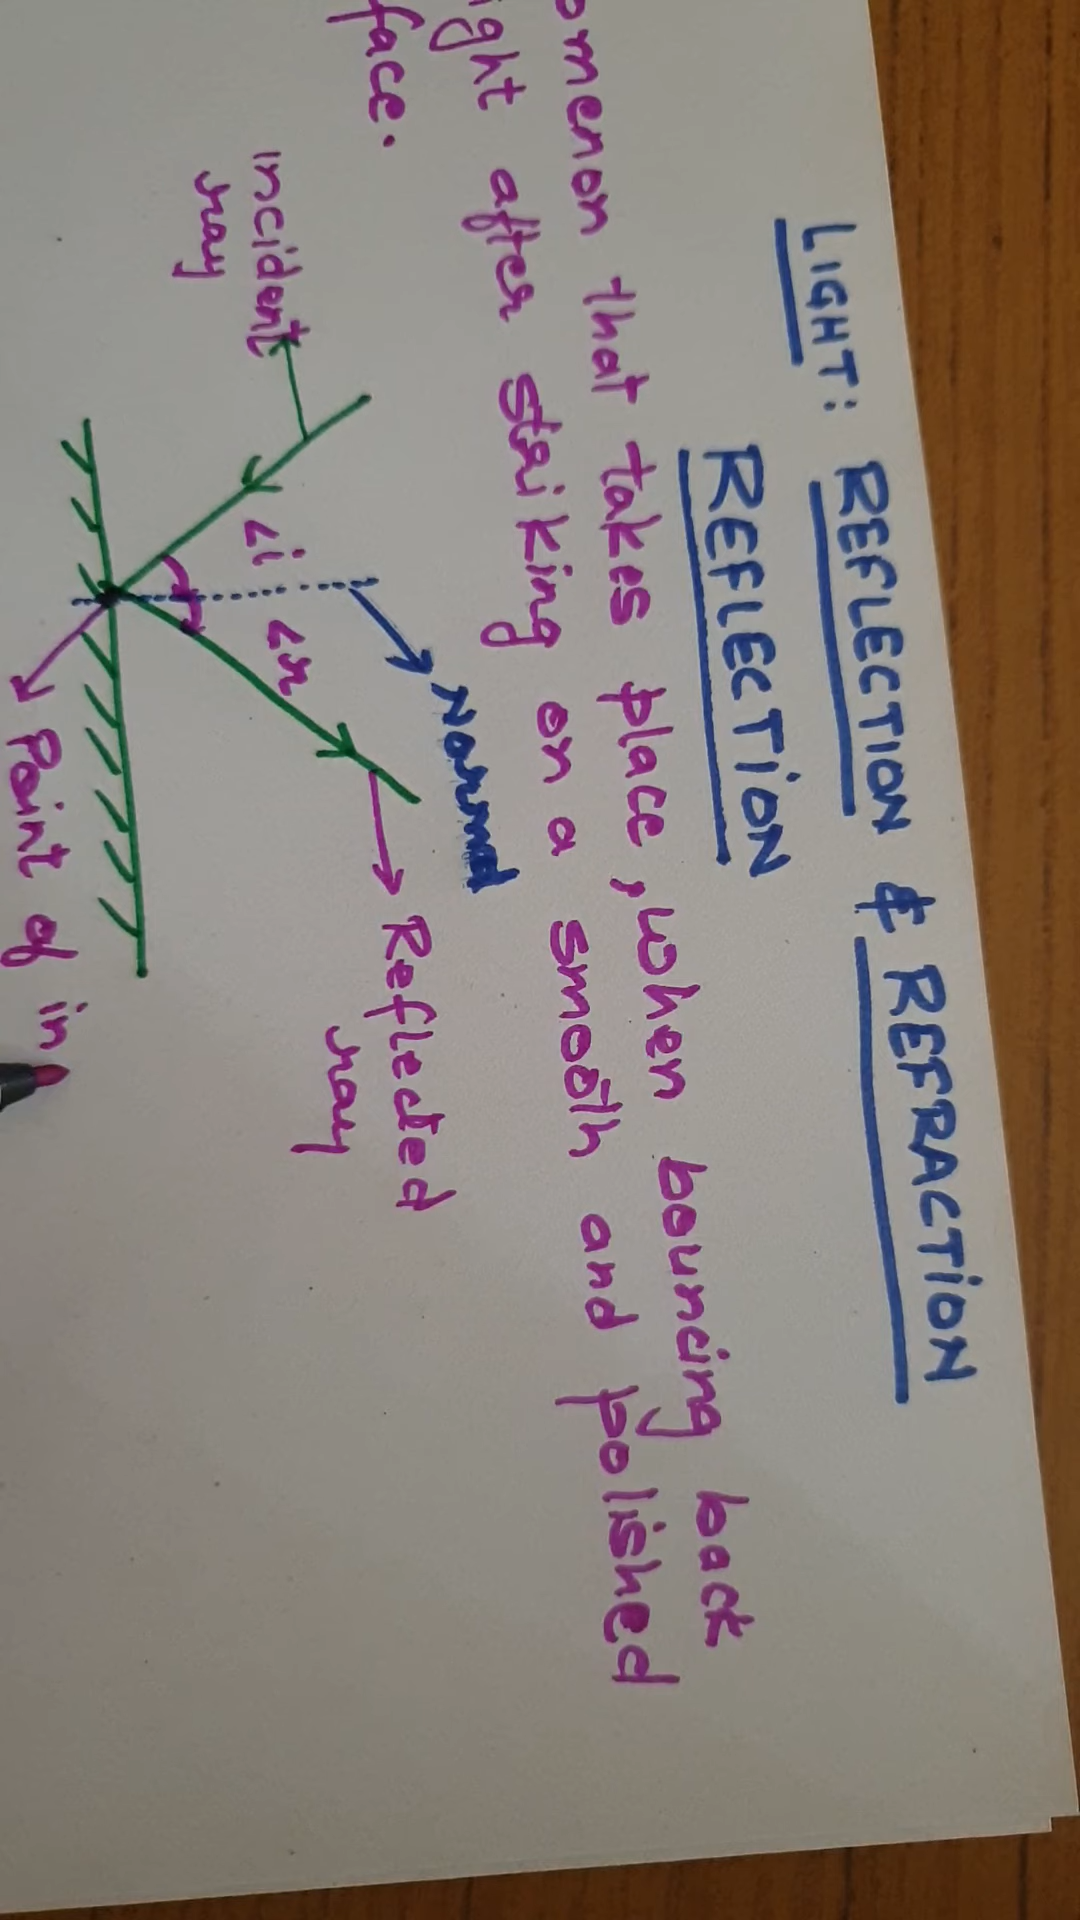 LIGHT: REFLECTION & REFRACTION
REFLECTION
omenon that takes place, when bouncing back
ight after striking on a smooth and polished
face.
incident
ray
Normal
Reflected
ray
∠i
∠r
Point of in